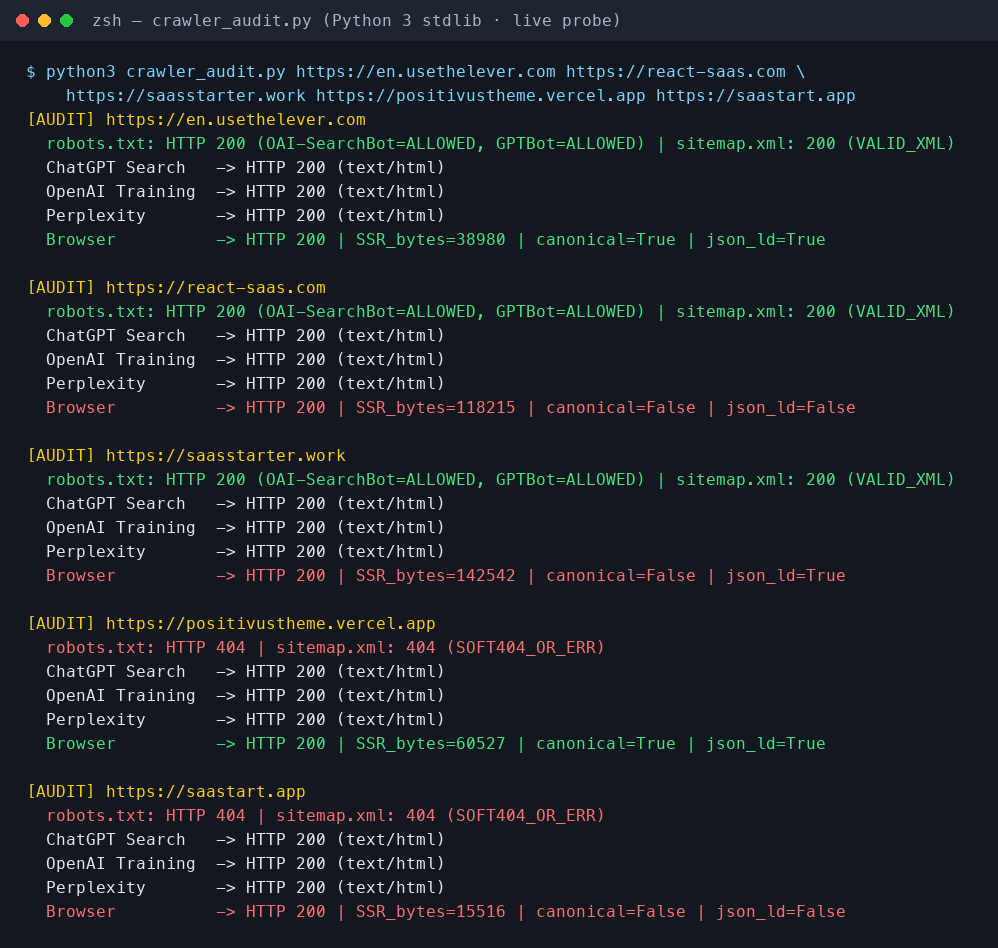 zsh — crawler_audit.py (Python 3 stdlib · live probe)
$ python3 crawler_audit.py https://en.usethelever.com https://react-saas.com \
https://saasstarter.work https://positivustheme.vercel.app https://saastart.app
[AUDIT] https://en.usethelever.com
robots.txt: HTTP 200 (OAI-SearchBot=ALLOWED, GPTBot=ALLOWED) | sitemap.xml: 200 (VALID_XML)
ChatGPT Search -> HTTP 200 (text/html)
OpenAI Training -> HTTP 200 (text/html)
Perplexity -> HTTP 200 (text/html)
Browser -> HTTP 200 | SSR_bytes=38980 | canonical=True | json_ld=True
[AUDIT] https://react-saas.com
robots.txt: HTTP 200 (OAI-SearchBot=ALLOWED, GPTBot=ALLOWED) | sitemap.xml: 200 (VALID_XML)
ChatGPT Search -> HTTP 200 (text/html)
OpenAI Training -> HTTP 200 (text/html)
Perplexity -> HTTP 200 (text/html)
Browser -> HTTP 200 | SSR_bytes=118215 | canonical=False | json_ld=False
[AUDIT] https://saasstarter.work
robots.txt: HTTP 200 (OAI-SearchBot=ALLOWED, GPTBot=ALLOWED) | sitemap.xml: 200 (VALID_XML)
ChatGPT Search -> HTTP 200 (text/html)
OpenAI Training -> HTTP 200 (text/html)
Perplexity -> HTTP 200 (text/html)
Browser -> HTTP 200 | SSR_bytes=142542 | canonical=False | json_ld=True
[AUDIT] https://positivustheme.vercel.app
robots.txt: HTTP 404 | sitemap.xml: 404 (SOFT404_OR_ERR)
ChatGPT Search -> HTTP 200 (text/html)
OpenAI Training -> HTTP 200 (text/html)
Perplexity -> HTTP 200 (text/html)
Browser -> HTTP 200 | SSR_bytes=60527 | canonical=True | json_ld=True
[AUDIT] https://saastart.app
robots.txt: HTTP 404 | sitemap.xml: 404 (SOFT404_OR_ERR)
ChatGPT Search -> HTTP 200 (text/html)
OpenAI Training -> HTTP 200 (text/html)
Perplexity -> HTTP 200 (text/html)
Browser -> HTTP 200 | SSR_bytes=15516 | canonical=False | json_ld=False